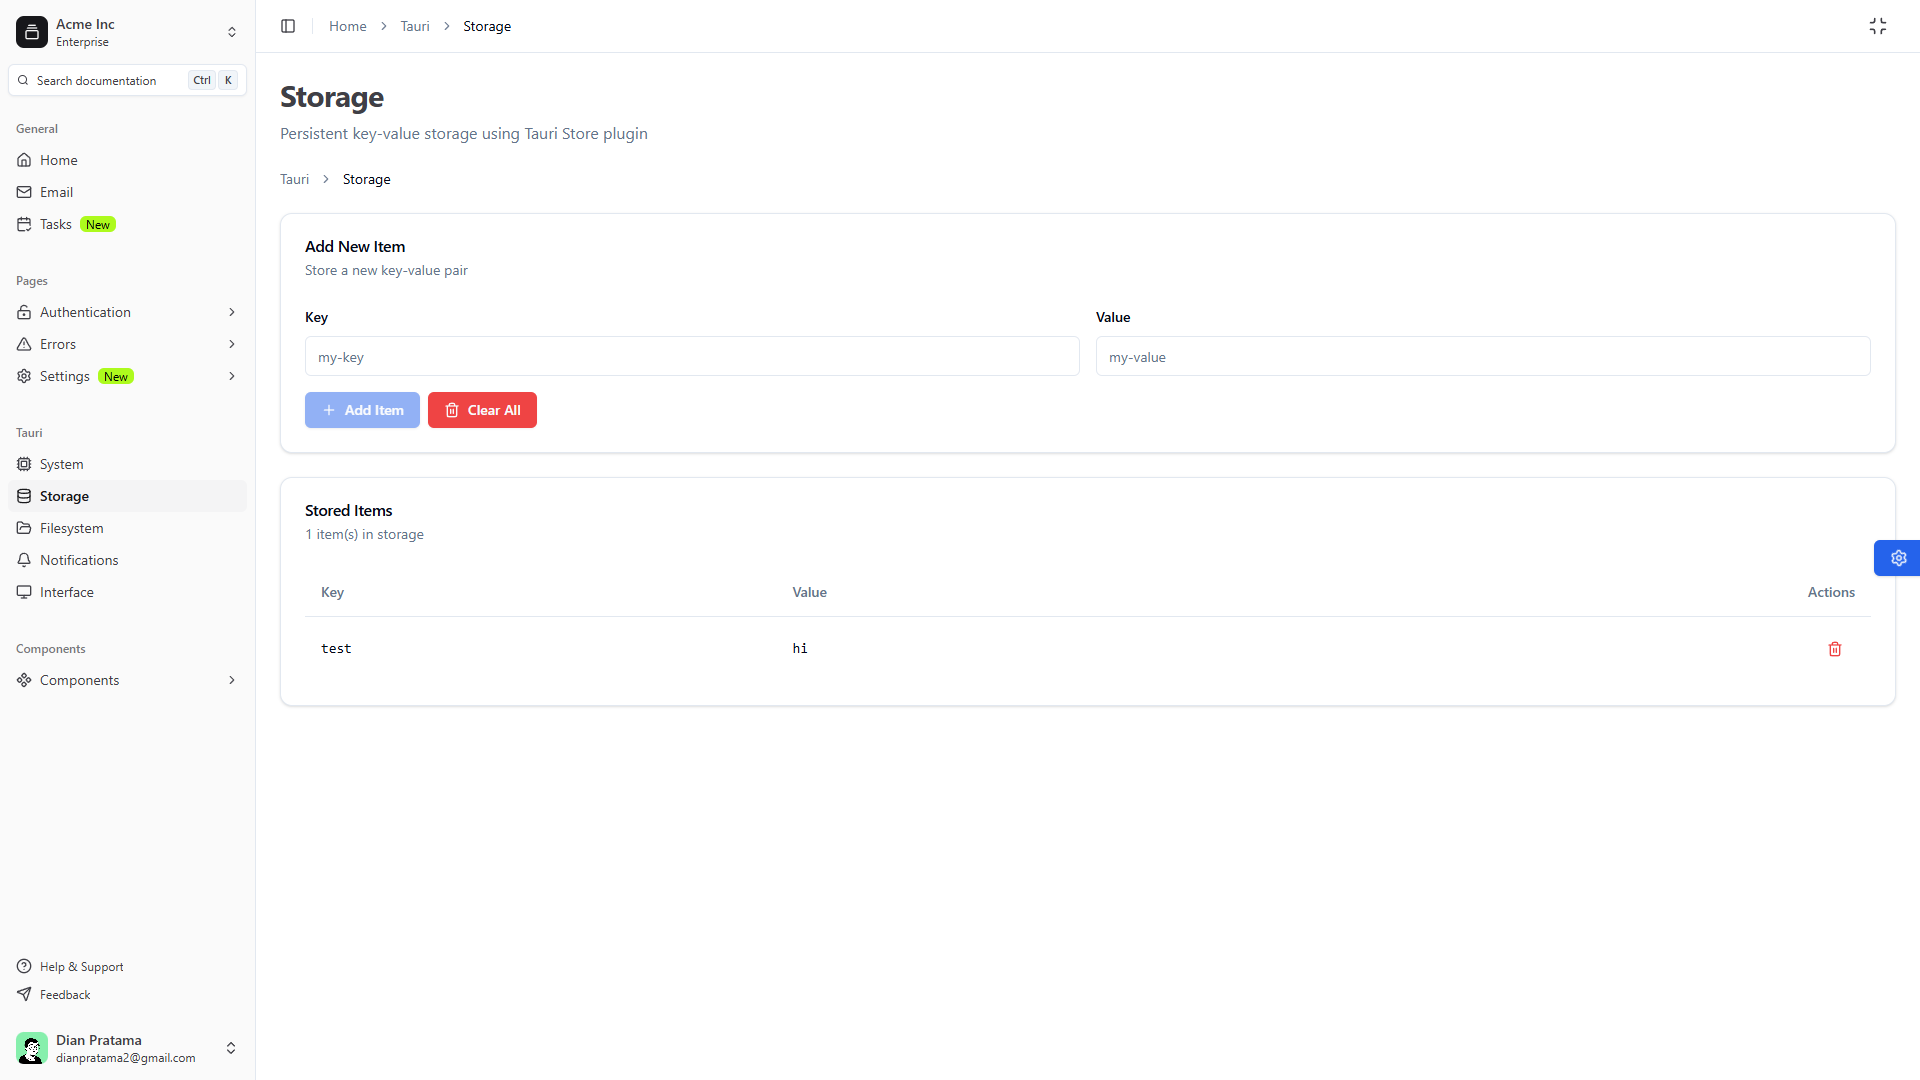 Acme Inc
Enterprise
Search documentation Ctrl K
General
Home
Email
Tasks New
Pages
Authentication
Errors
Settings New
Tauri
System
Storage
Filesystem
Notifications
Interface
Components
Components
Help & Support
Feedback
Dian Pratama
dianpratama2@gmail.com
Home Tauri Storage
Storage
Persistent key-value storage using Tauri Store plugin
Tauri Storage
Add New Item
Store a new key-value pair
Key Value
my-key my-value
Add Item Clear All
Stored Items
1 item(s) in storage
Key Value Actions
test hi